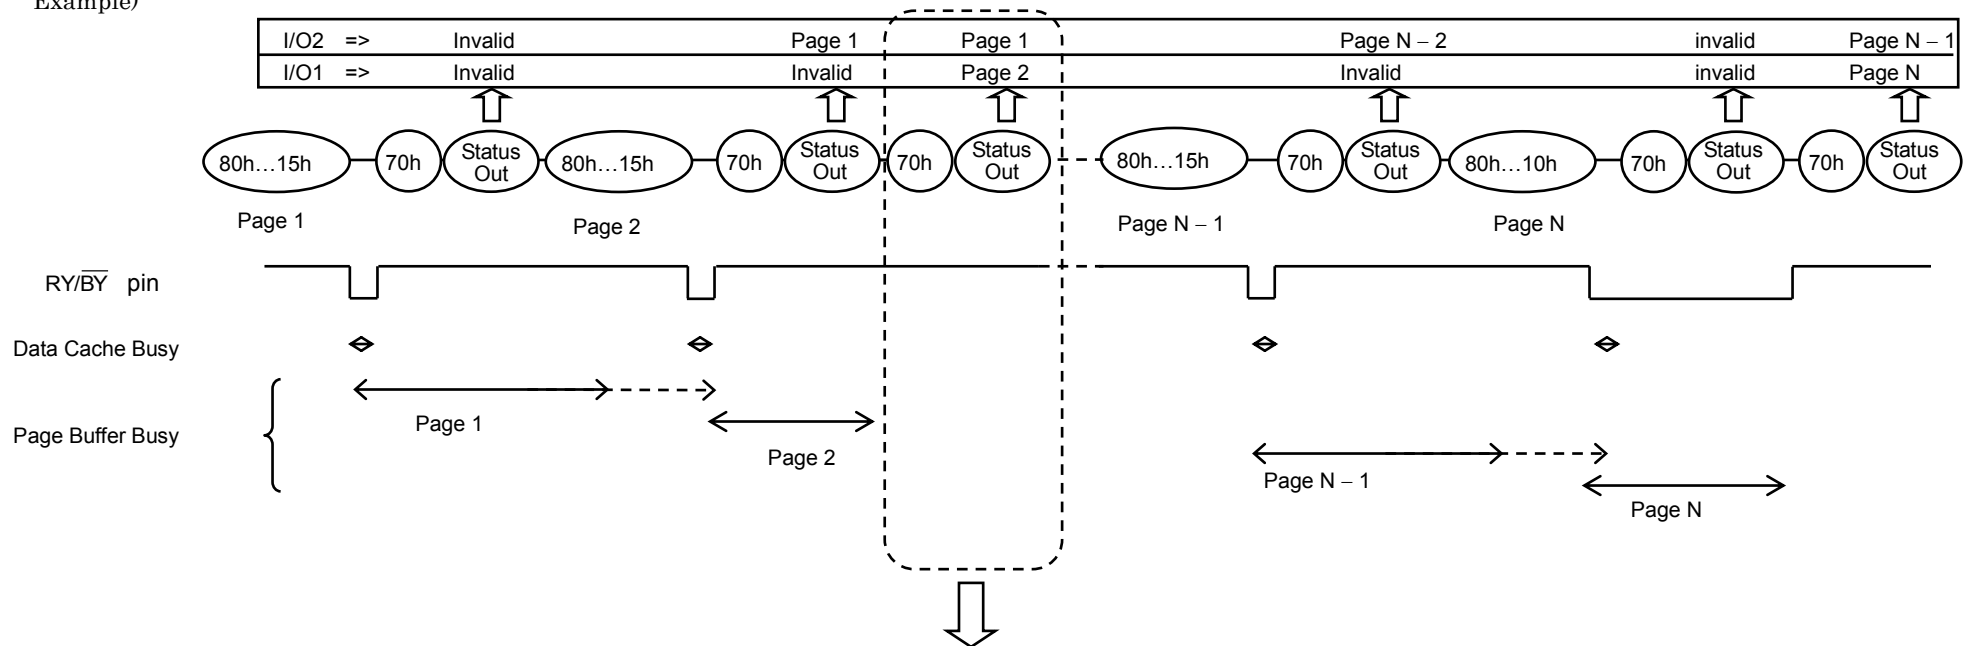 Example)
I/O2 => Invalid Page 1 Page 1 Page N – 2 invalid Page N – 1
I/O1 => Invalid Invalid Page 2 Invalid invalid Page N
80h…15h 70h Status Out 80h…15h 70h Status Out 70h Status Out 80h…15h 70h Status Out 80h…10h 70h Status Out 70h Status Out
Page 1 Page 2 Page N – 1 Page N
RY/B̅Y̅ pin
Data Cache Busy
Page Buffer Busy
Page 1
Page 2
Page N – 1
Page N